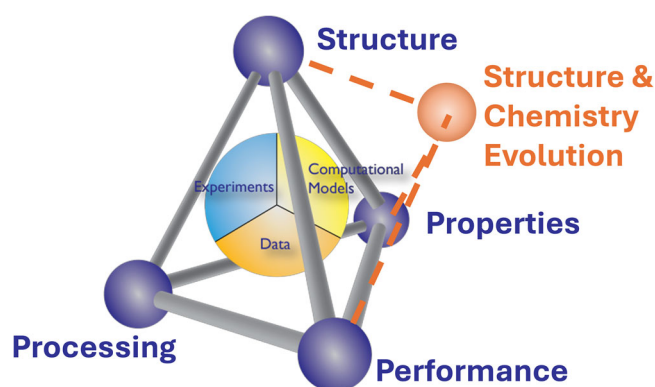 Structure
Structure &
Chemistry
Evolution
Experiments
Computational
Models
Properties
Data
Processing
Performance